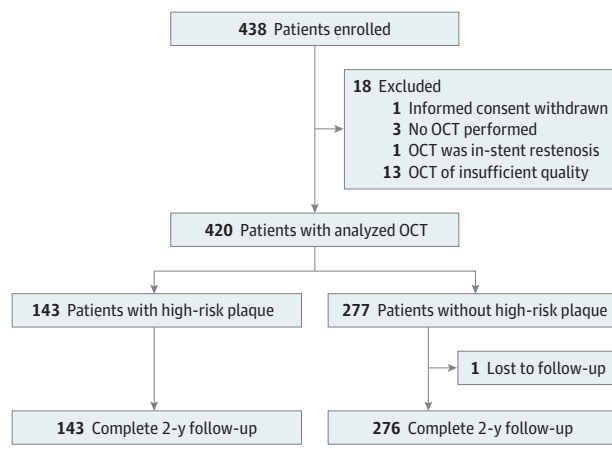 438 Patients enrolled
18 Excluded
1 Informed consent withdrawn
3 No OCT performed
1 OCT was in-stent restenosis
13 OCT of insufficient quality
420 Patients with analyzed OCT
143 Patients with high-risk plaque
277 Patients without high-risk plaque
1 Lost to follow-up
143 Complete 2-y follow-up
276 Complete 2-y follow-up